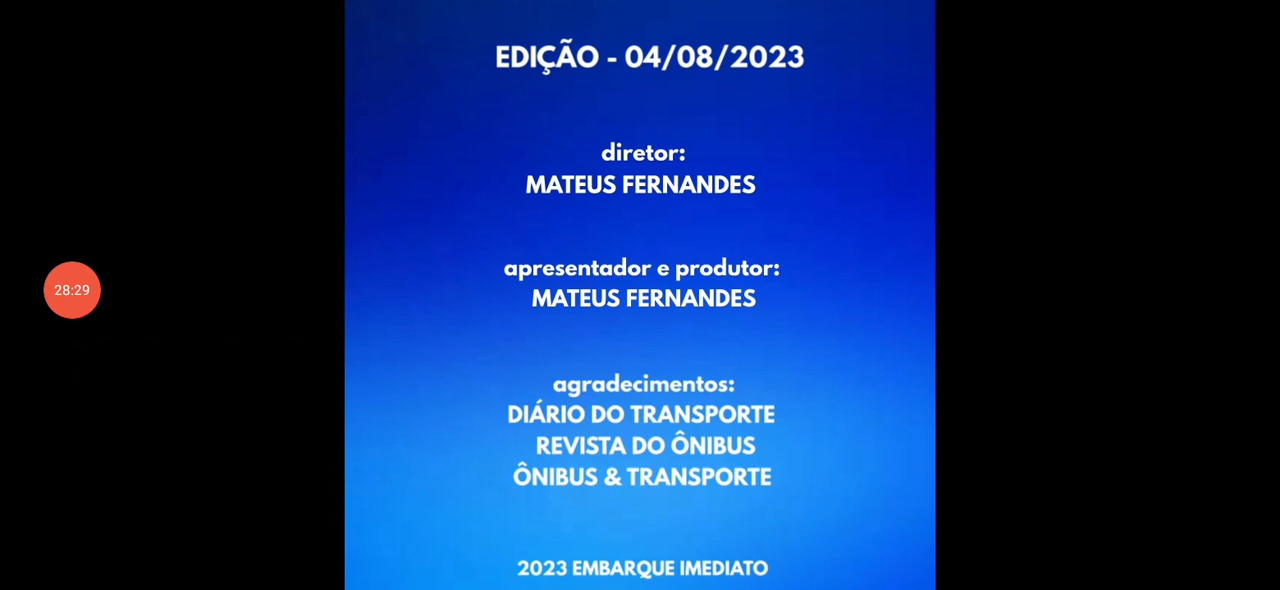 EDIÇÃO - 04/08/2023
diretor:
MATEUS FERNANDES
apresentador e produtor:
MATEUS FERNANDES
28:29
agradecimentos:
DIÁRIO DO TRANSPORTE
REVISTA DO ÔNIBUS
ÔNIBUS & TRANSPORTE
2023 EMBARQUE IMEDIATO